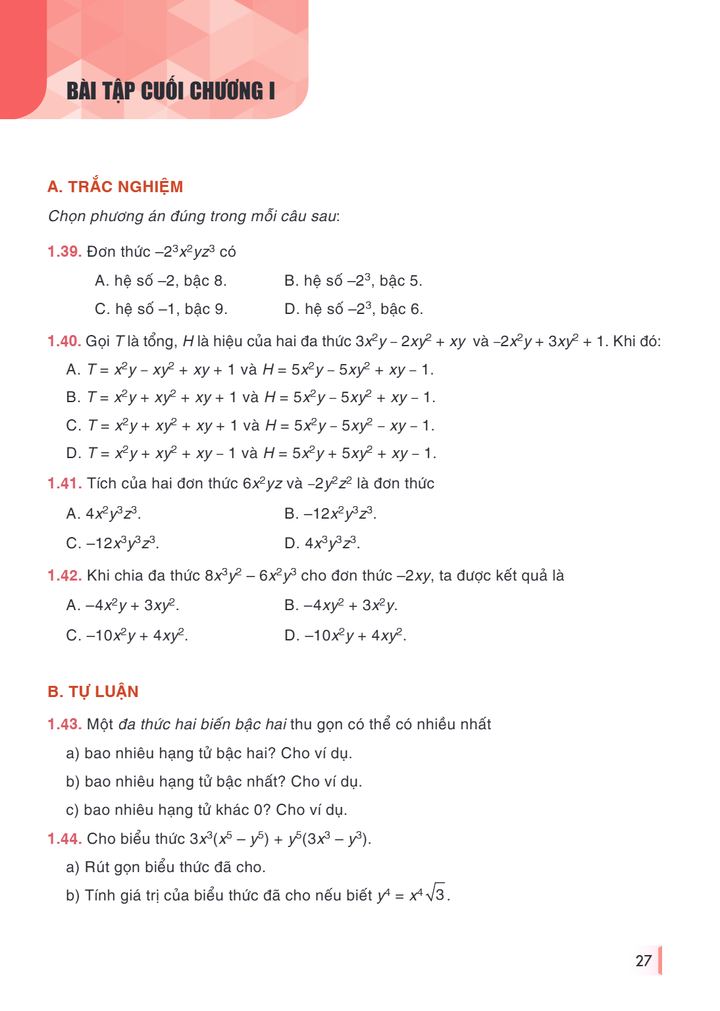 BÀI TẬP CUỐI CHƯƠNG I
A. TRẮC NGHIỆM
Chọn phương án đúng trong mỗi câu sau:
1.39. Đơn thức –2³x²yz³ có
A. hệ số –2, bậc 8. B. hệ số –2³, bậc 5.
C. hệ số –1, bậc 9. D. hệ số –2³, bậc 6.
1.40. Gọi T là tổng, H là hiệu của hai đa thức 3x²y – 2xy² + xy và –2x²y + 3xy² + 1. Khi đó:
A. T = x²y – xy² + xy + 1 và H = 5x²y – 5xy² + xy – 1.
B. T = x²y + xy² + xy + 1 và H = 5x²y – 5xy² + xy – 1.
C. T = x²y + xy² + xy + 1 và H = 5x²y – 5xy² – xy – 1.
D. T = x²y + xy² + xy – 1 và H = 5x²y + 5xy² + xy – 1.
1.41. Tích của hai đơn thức 6x²yz và –2y²z² là đơn thức
A. 4x²y³z³. B. –12x²y³z³.
C. –12x³y³z³. D. 4x³y³z³.
1.42. Khi chia đa thức 8x³y² – 6x²y³ cho đơn thức –2xy, ta được kết quả là
A. –4x²y + 3xy². B. –4xy² + 3x²y.
C. –10x²y + 4xy². D. –10x²y + 4xy².
B. TỰ LUẬN
1.43. Một đa thức hai biến bậc hai thu gọn có thể có nhiều nhất
a) bao nhiêu hạng tử bậc hai? Cho ví dụ.
b) bao nhiêu hạng tử bậc nhất? Cho ví dụ.
c) bao nhiêu hạng tử khác 0? Cho ví dụ.
1.44. Cho biểu thức 3x³(x⁵ – y⁵) + y⁵(3x³ – y³).
a) Rút gọn biểu thức đã cho.
b) Tính giá trị của biểu thức đã cho nếu biết y⁴ = x⁴√3.
27